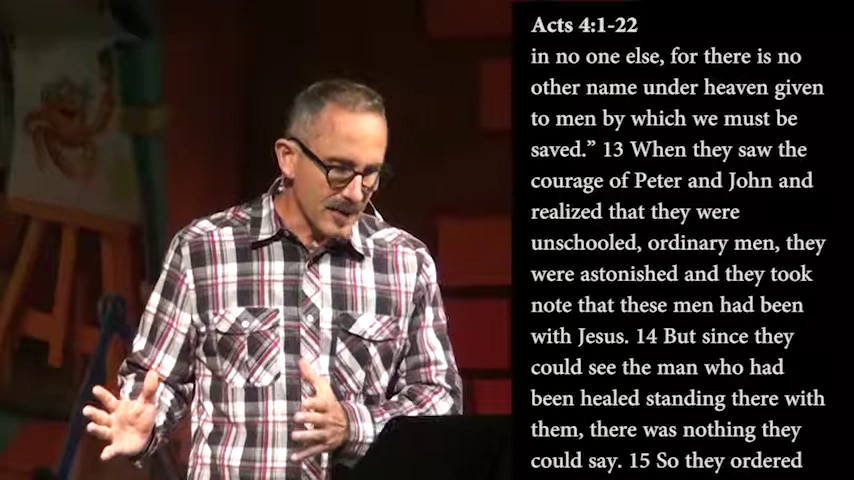 Acts 4:1-22
in no one else, for there is no
other name under heaven given
to men by which we must be
saved.” 13 When they saw the
courage of Peter and John and
realized that they were
unschooled, ordinary men, they
were astonished and they took
note that these men had been
with Jesus. 14 But since they
could see the man who had
been healed standing there with
them, there was nothing they
could say. 15 So they ordered